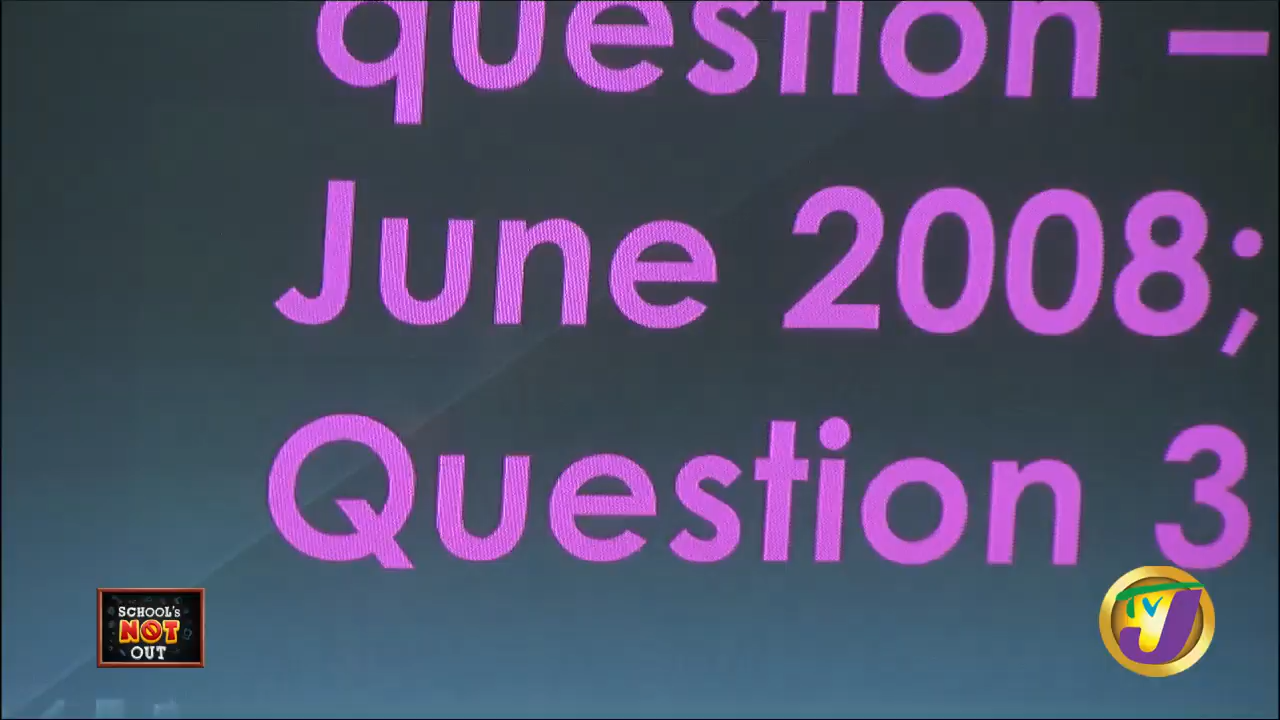 question –
June 2008;
Question 3
SCHOOL'S
NOT
OUT
TVJ